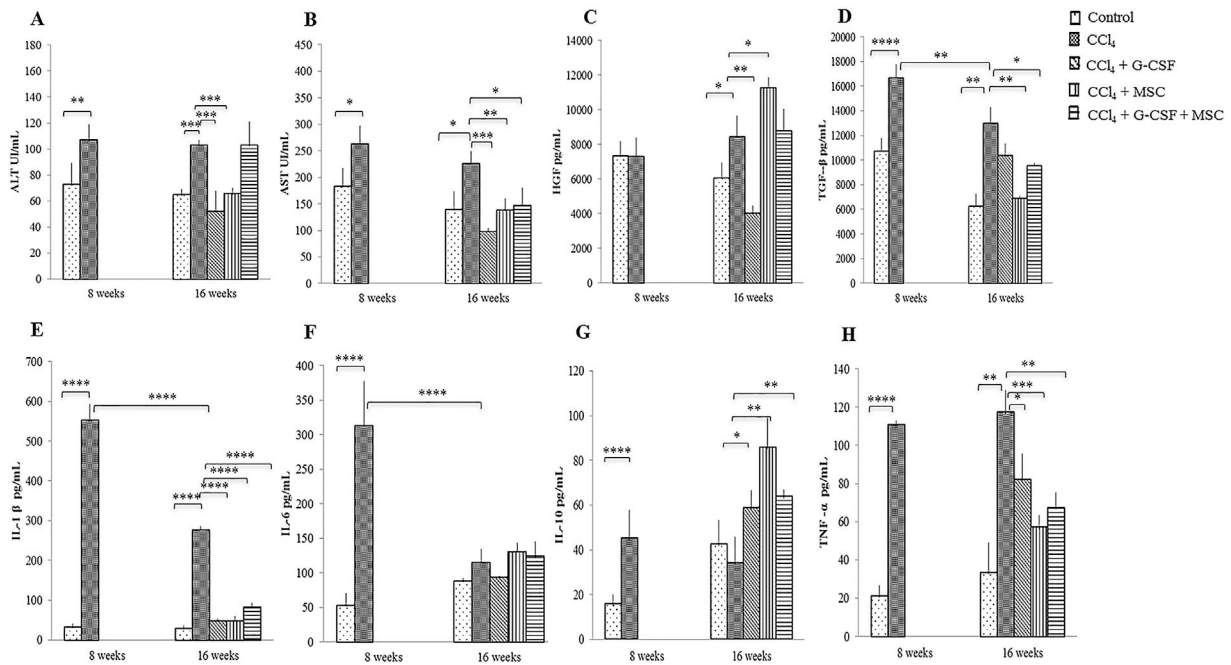 A
ALT UI/mL
180
160
140
120
100
80
60
40
20
0
**
***
***
***
8 weeks
16 weeks
B
AST UI/mL
450
400
350
300
250
200
150
100
50
0
*
*
*
**
***
8 weeks
16 weeks
C
HGF pg/mL
14000
12000
10000
8000
6000
4000
2000
0
*
**
*
8 weeks
16 weeks
D
TGF--β pg/mL
20000
18000
16000
14000
12000
10000
8000
6000
4000
2000
0
****
**
*
**
**
8 weeks
16 weeks
Control
CCl4
CCl4 + G-CSF
CCl4 + MSC
CCl4 + G-CSF + MSC
E
IL-1 β pg/mL
700
600
500
400
300
200
100
0
****
****
****
****
****
****
8 weeks
16 weeks
F
IL-6 pg/mL
400
350
300
250
200
150
100
50
0
****
****
8 weeks
16 weeks
G
IL-10 pg/mL
120
100
80
60
40
20
0
****
**
**
*
8 weeks
16 weeks
H
TNF -α pg/mL
140
120
100
80
60
40
20
0
****
**
**
***
*
8 weeks
16 weeks